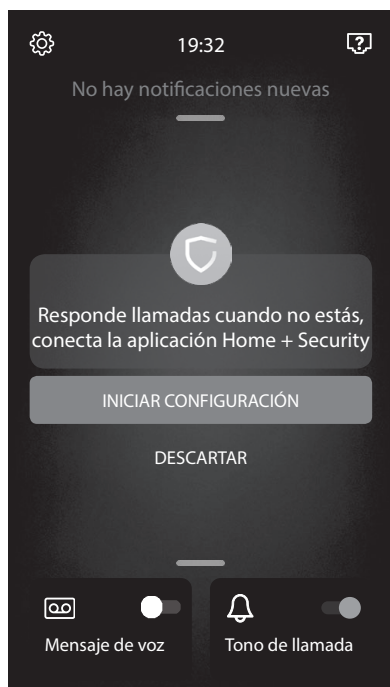 19:32
No hay notificaciones nuevas
Responde llamadas cuando no estás,
conecta la aplicación Home + Security
INICIAR CONFIGURACIÓN
DESCARTAR
Mensaje de voz
Tono de llamada